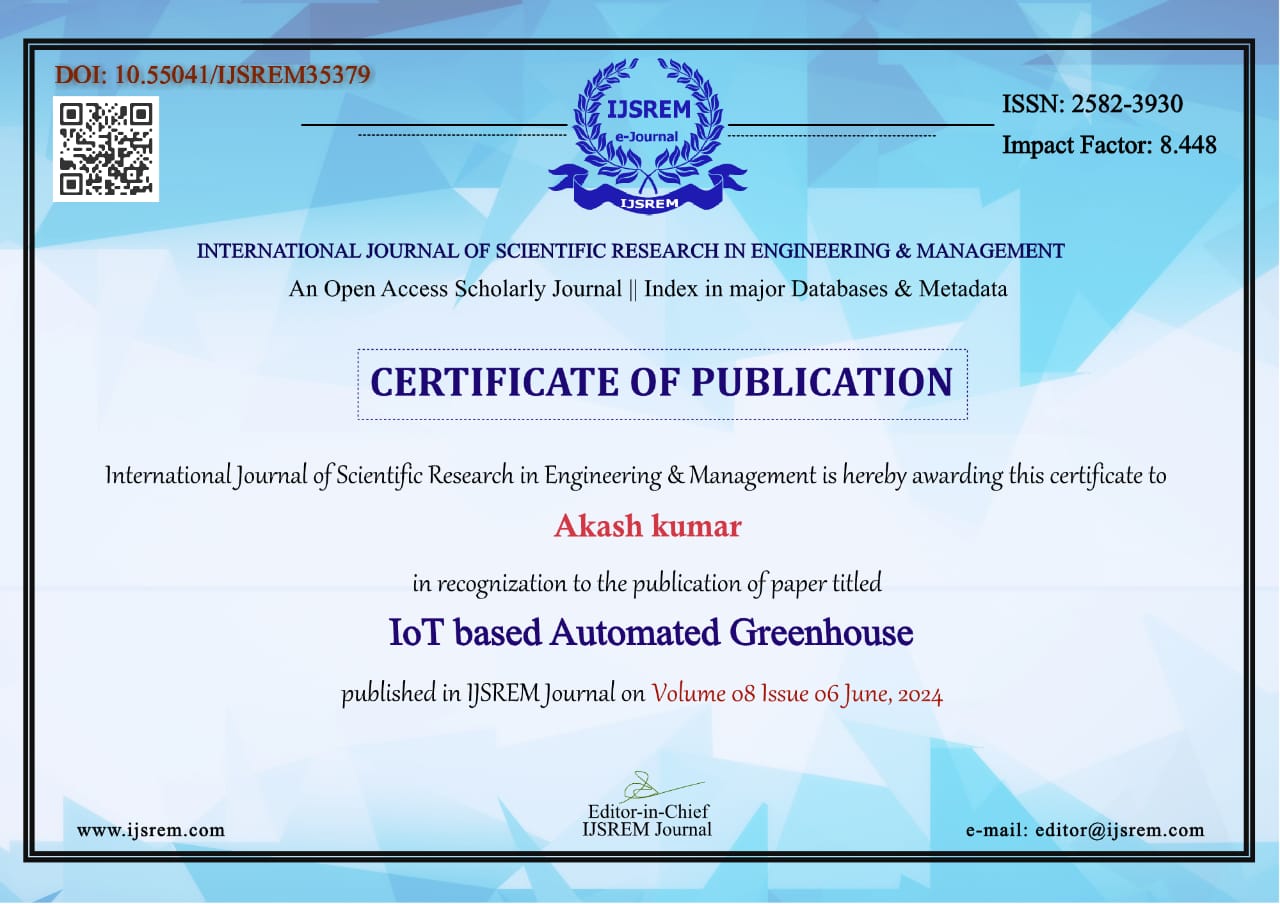 DOI: 10.55041/IJSREM35379
IJSREM
e-Journal
IJSREM
ISSN: 2582-3930
Impact Factor: 8.448
INTERNATIONAL JOURNAL OF SCIENTIFIC RESEARCH IN ENGINEERING & MANAGEMENT
An Open Access Scholarly Journal || Index in major Databases & Metadata
CERTIFICATE OF PUBLICATION
International Journal of Scientific Research in Engineering & Management is hereby awarding this certificate to
Akash kumar
in recognization to the publication of paper titled
IoT based Automated Greenhouse
published in IJSREM Journal on Volume 08 Issue 06 June, 2024
Editor-in-Chief
IJSREM Journal
www.ijsrem.com
e-mail: editor@ijsrem.com